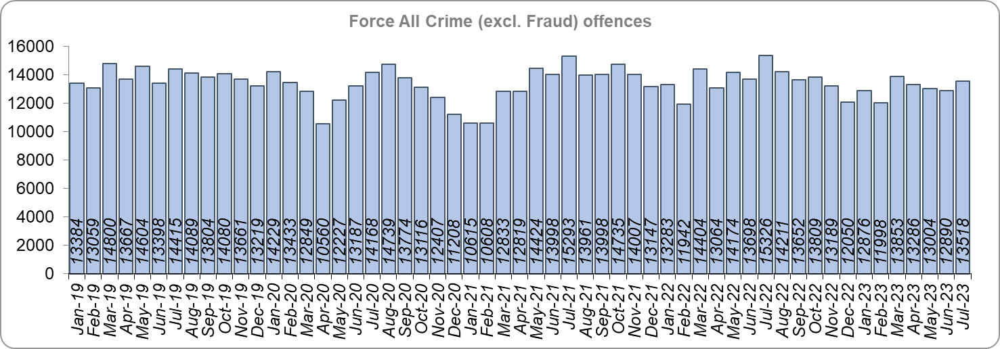 Force All Crime (excl. Fraud) offences
16000
14000
12000
10000
8000
6000
4000
2000
0
13384
13059
14800
13667
14604
13398
14415
14089
13804
14080
13661
13219
14229
13433
12849
10560
12227
13187
14168
14739
13774
13116
12407
11208
10615
10608
12833
12819
14424
13998
15293
13961
13998
14735
14007
13147
13283
11942
14404
13064
14174
13698
15326
14211
13652
13809
13189
12050
12876
11998
13853
13286
13004
12890
13518
Jan-19
Feb-19
Mar-19
Apr-19
May-19
Jun-19
Jul-19
Aug-19
Sep-19
Oct-19
Nov-19
Dec-19
Jan-20
Feb-20
Mar-20
Apr-20
May-20
Jun-20
Jul-20
Aug-20
Sep-20
Oct-20
Nov-20
Dec-20
Jan-21
Feb-21
Mar-21
Apr-21
May-21
Jun-21
Jul-21
Aug-21
Sep-21
Oct-21
Nov-21
Dec-21
Jan-22
Feb-22
Mar-22
Apr-22
May-22
Jun-22
Jul-22
Aug-22
Sep-22
Oct-22
Nov-22
Dec-22
Jan-23
Feb-23
Mar-23
Apr-23
May-23
Jun-23
Jul-23